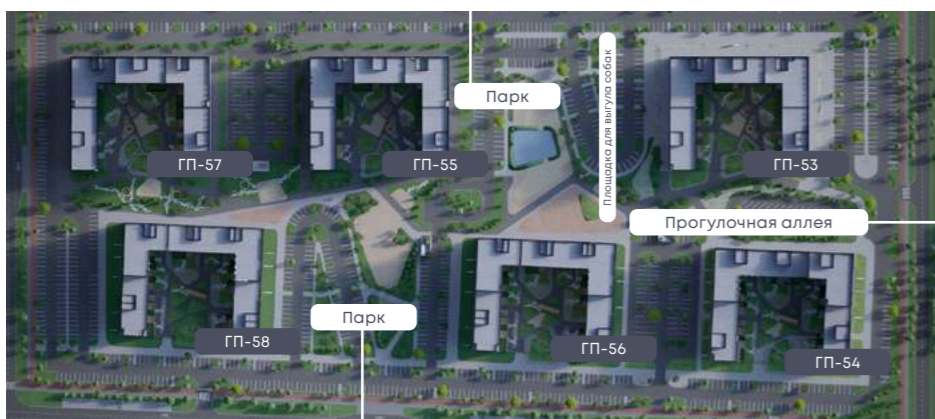 Парк
Площадка для выгула собак
ГП-57
ГП-55
ГП-53
Прогулочная аллея
Парк
ГП-58
ГП-56
ГП-54